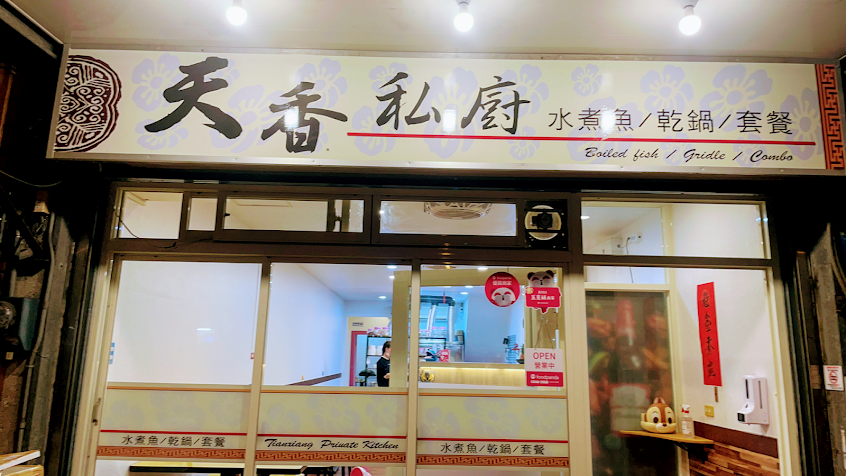 天香私廚 水煮魚/乾鍋/套餐
Boiled fish / Gridle / Combo
OPEN
營業中
foodpanda
水煮魚/乾鍋/套餐
Tianxiang Private Kitchen
水煮魚/乾鍋/套餐